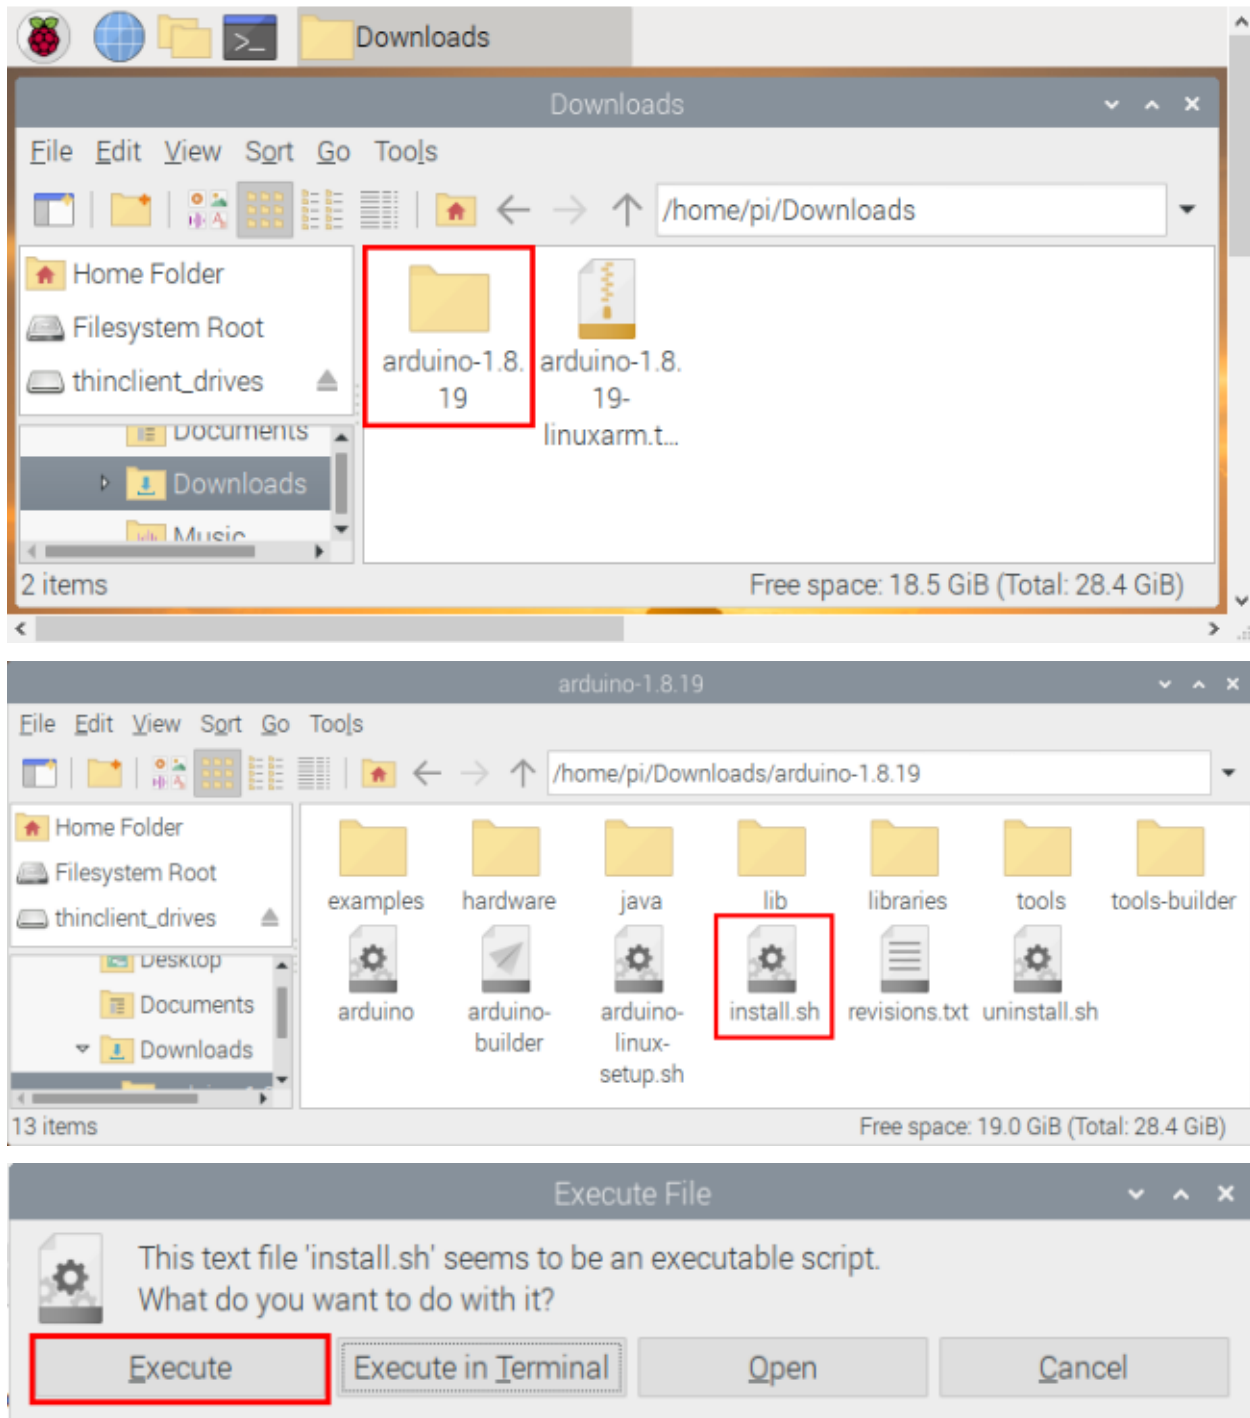 Downloads
Downloads
File Edit View Sort Go Tools
/home/pi/Downloads
Home Folder
Filesystem Root
thinclient_drives
Documents
Downloads
Music
arduino-1.8.
19
arduino-1.8.
19-
linuxarm.t...
2 items
Free space: 18.5 GiB (Total: 28.4 GiB)
arduino-1.8.19
File Edit View Sort Go Tools
/home/pi/Downloads/arduino-1.8.19
Home Folder
Filesystem Root
thinclient_drives
Desktop
Documents
Downloads
examples hardware java lib libraries tools tools-builder
arduino
arduino-
builder
arduino-
linux-
setup.sh
install.sh
revisions.txt
uninstall.sh
13 items
Free space: 19.0 GiB (Total: 28.4 GiB)
Execute File
This text file 'install.sh' seems to be an executable script.
What do you want to do with it?
Execute
Execute in Terminal
Open
Cancel